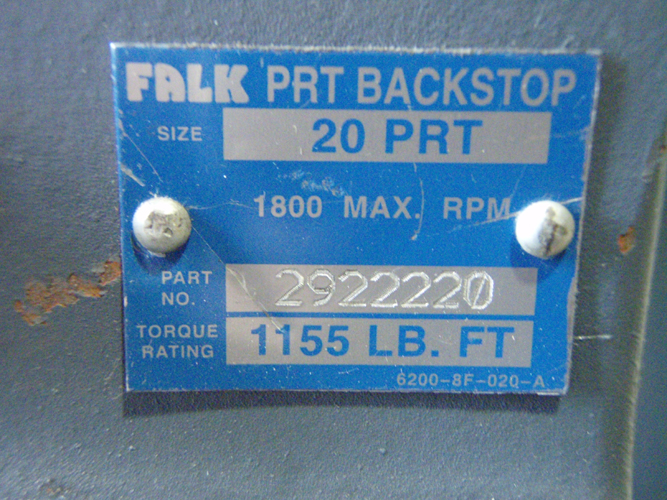 FALK PRT BACKSTOP
SIZE 20 PRT
1800 MAX. RPM
PART NO. 2922220
TORQUE RATING 1155 LB. FT
6200-8F-020-A